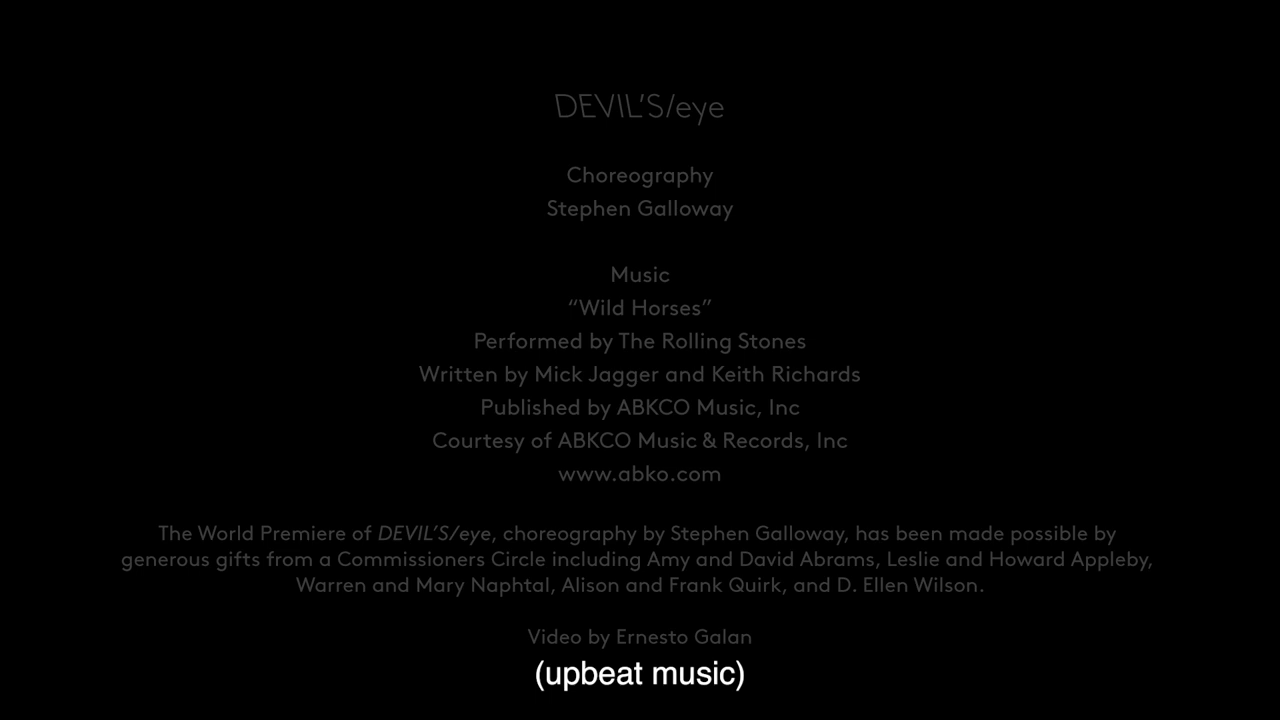 DEVIL'S/eye
Choreography
Stephen Galloway
Music
“Wild Horses”
Performed by The Rolling Stones
Written by Mick Jagger and Keith Richards
Published by ABKCO Music, Inc
Courtesy of ABKCO Music & Records, Inc
www.abko.com
The World Premiere of DEVIL'S/eye, choreography by Stephen Galloway, has been made possible by
generous gifts from a Commissioners Circle including Amy and David Abrams, Leslie and Howard Appleby,
Warren and Mary Naphtal, Alison and Frank Quirk, and D. Ellen Wilson.
Video by Ernesto Galan
(upbeat music)